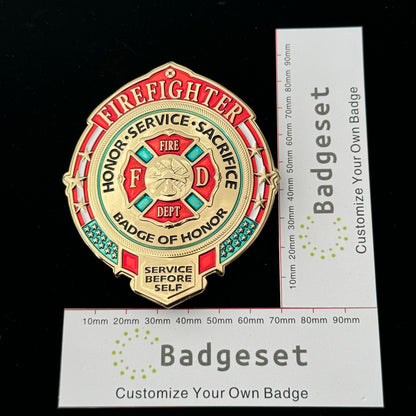 FIREFIGHTER
HONOR • SERVICE • SACRIFICE
FIRE
F D
DEPT
BADGE OF HONOR
SERVICE
BEFORE
SELF
10mm 20mm 30mm 40mm 50mm 60mm 70mm 80mm 90mm
Badgeset
Customize Your Own Badge
10mm 20mm 30mm 40mm 50mm 60mm 70mm 80mm 90mm
Badgeset
Customize Your Own Badge